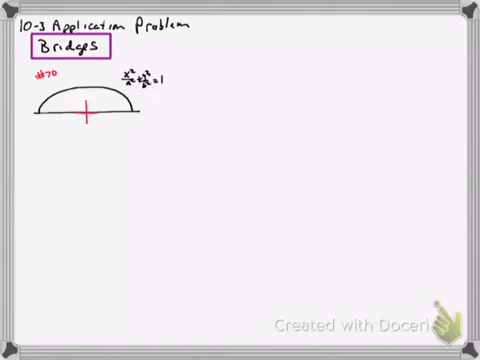 10-3 Application Problem
Bridges
#70
x²/a² + y²/b² = 1
Created with Doceri